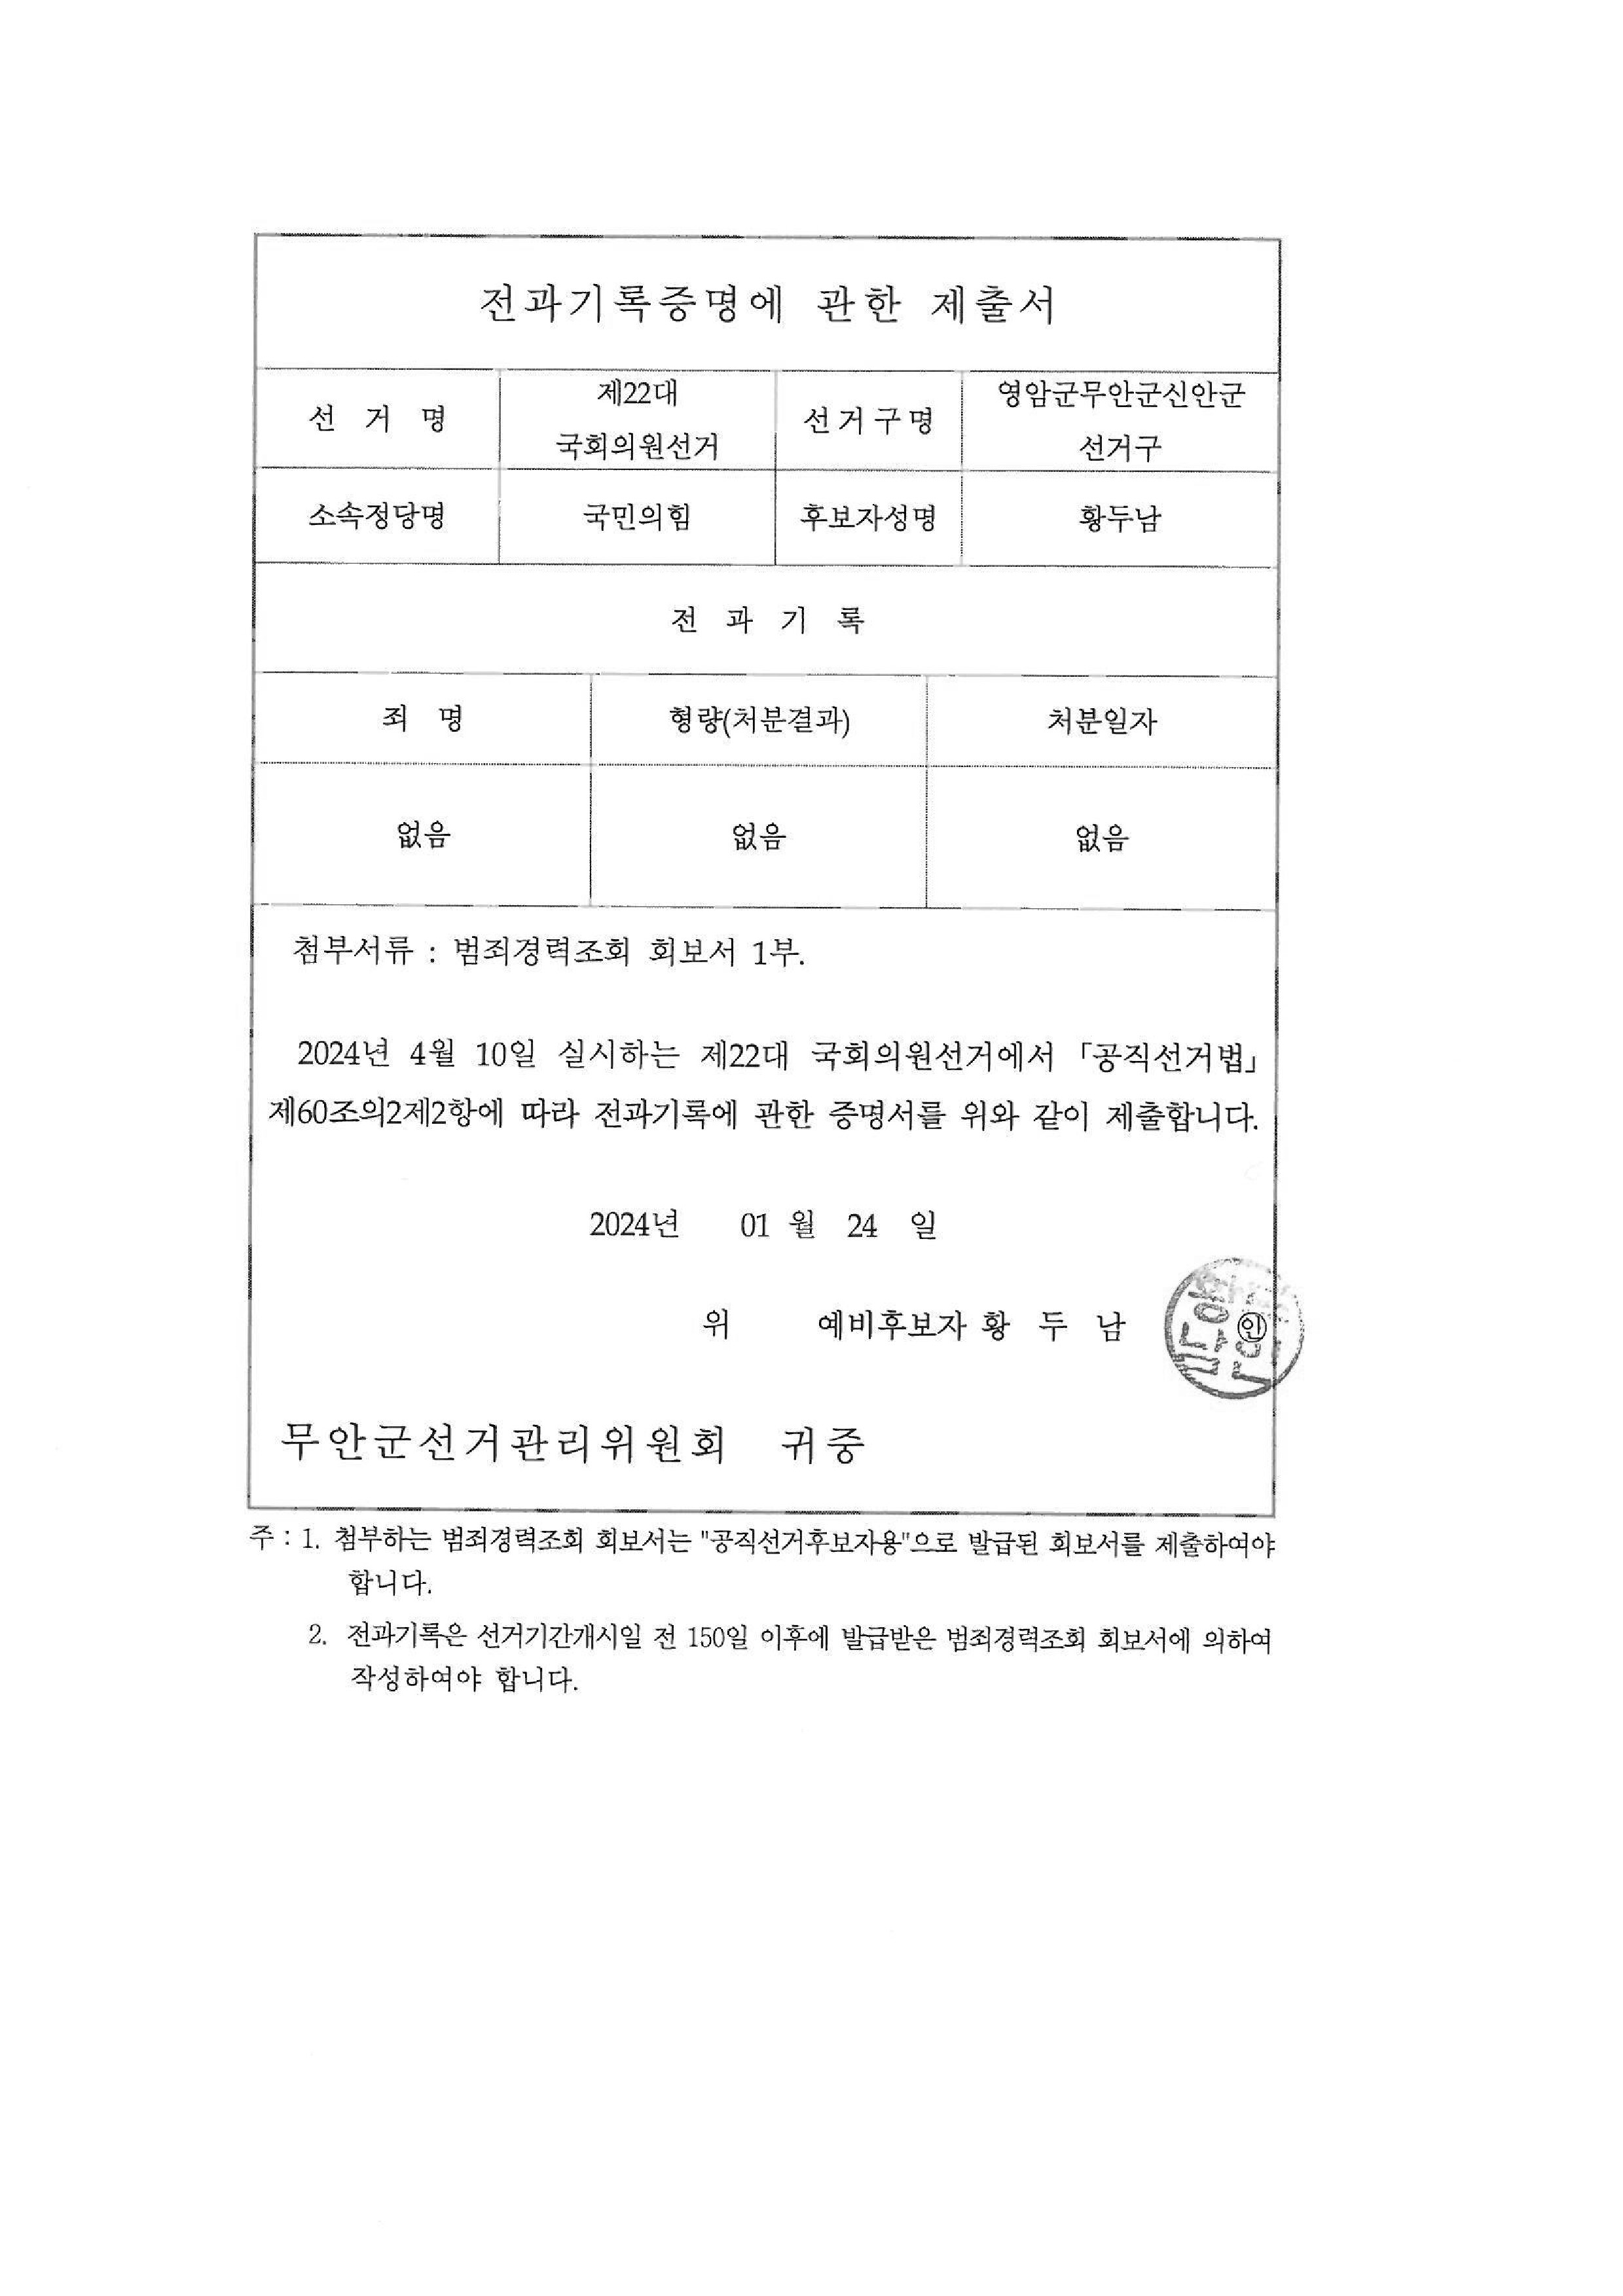 전과기록증명에 관한 제출서
선 거 명
제22대
국회의원선거
선거구명
영암군무안군신안군
선거구
소속정당명
국민의힘
후보자성명
황두남
전 과 기 록
죄 명
형량(처분결과)
처분일자
없음
없음
없음
첨부서류 : 범죄경력조회 회보서 1부.
2024년 4월 10일 실시하는 제22대 국회의원선거에서 「공직선거법」
제60조의2제2항에 따라 전과기록에 관한 증명서를 위와 같이 제출합니다.
2024년 01 월 24 일
위 예비후보자 황 두 남 ㊞
무안군선거관리위원회 귀중
주 : 1. 첨부하는 범죄경력조회 회보서는 "공직선거후보자용"으로 발급된 회보서를 제출하여야
합니다.
2. 전과기록은 선거기간개시일 전 150일 이후에 발급받은 범죄경력조회 회보서에 의하여
작성하여야 합니다.